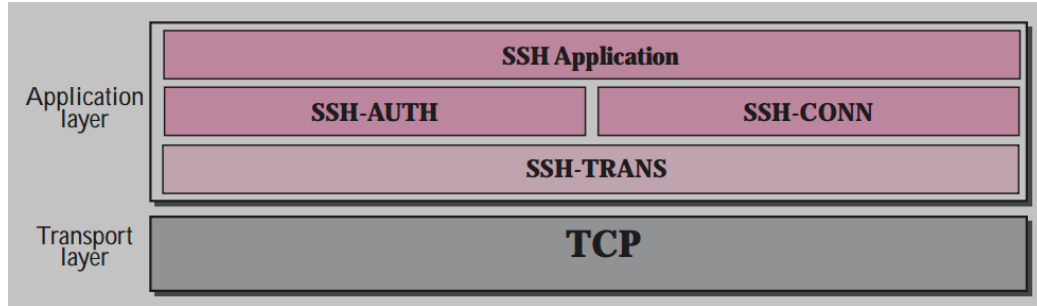 SSH Application
Application
layer
SSH-AUTH
SSH-CONN
SSH-TRANS
Transport
layer
TCP